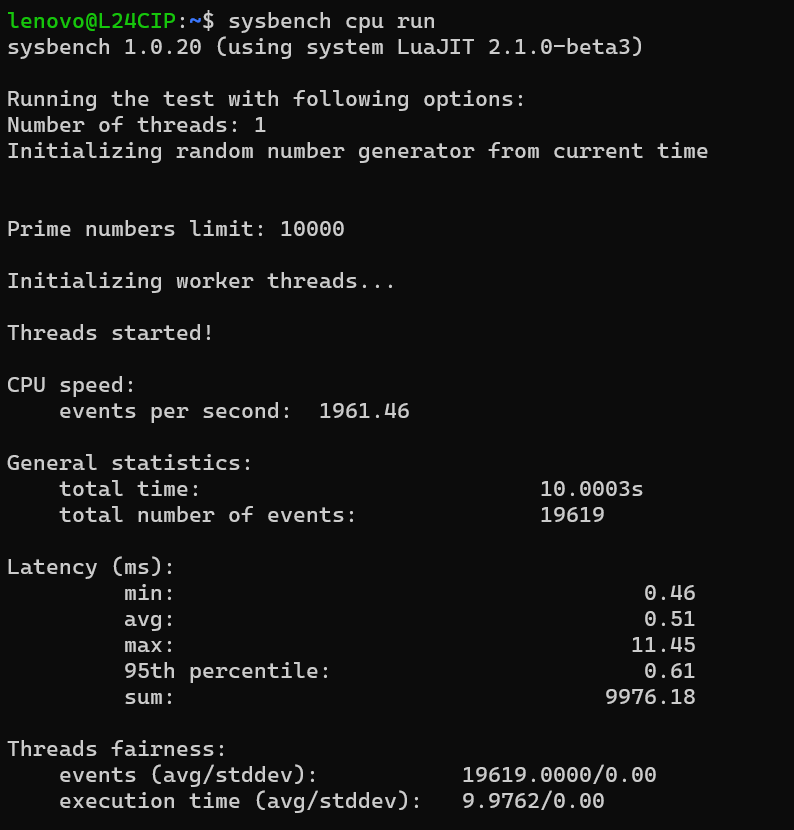 lenovo@L24CIP:~$ sysbench cpu run
sysbench 1.0.20 (using system LuaJIT 2.1.0-beta3)
Running the test with following options:
Number of threads: 1
Initializing random number generator from current time
Prime numbers limit: 10000
Initializing worker threads...
Threads started!
CPU speed:
    events per second:  1961.46
General statistics:
    total time:                          10.0003s
    total number of events:              19619
Latency (ms):
         min:                                    0.46
         avg:                                    0.51
         max:                                   11.45
         95th percentile:                        0.61
         sum:                                 9976.18
Threads fairness:
    events (avg/stddev):           19619.0000/0.00
    execution time (avg/stddev):   9.9762/0.00